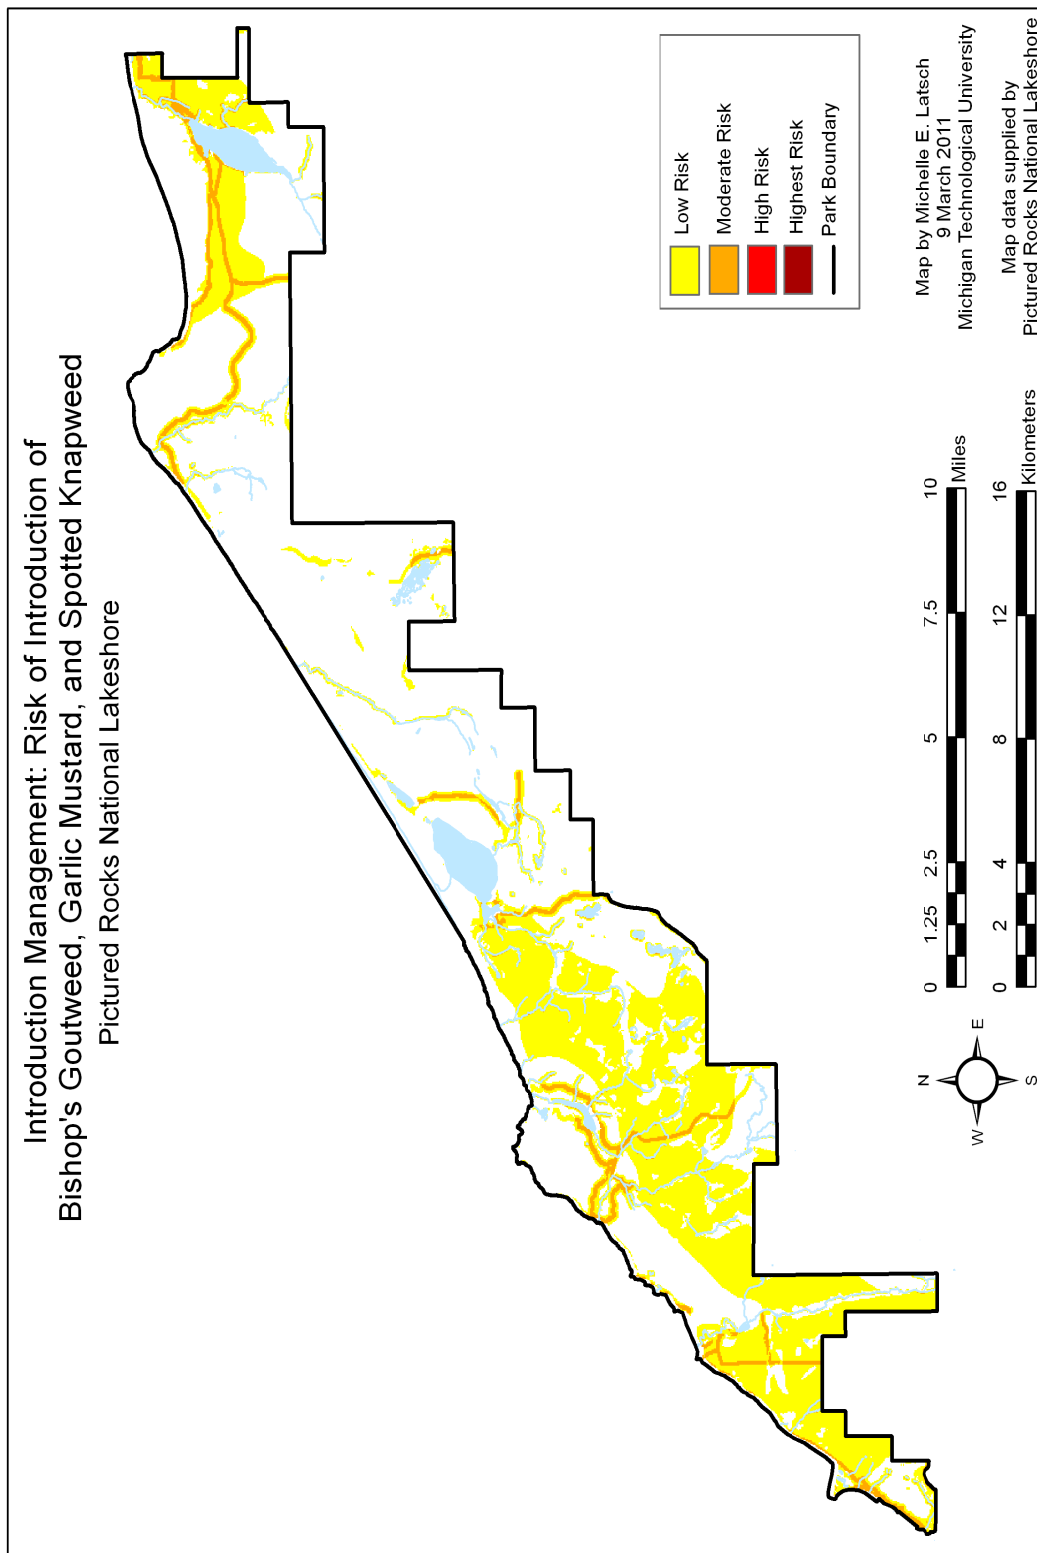 Introduction Management: Risk of Introduction of
Bishop's Goutweed, Garlic Mustard, and Spotted Knapweed
Pictured Rocks National Lakeshore
Low Risk
Moderate Risk
High Risk
Highest Risk
Park Boundary
N
W
E
S
0 1.25 2.5 5 7.5 10
Miles
0 2 4 8 12 16
Kilometers
Map by Michelle E. Latsch
9 March 2011
Michigan Technological University
Map data supplied by
Pictured Rocks National Lakeshore